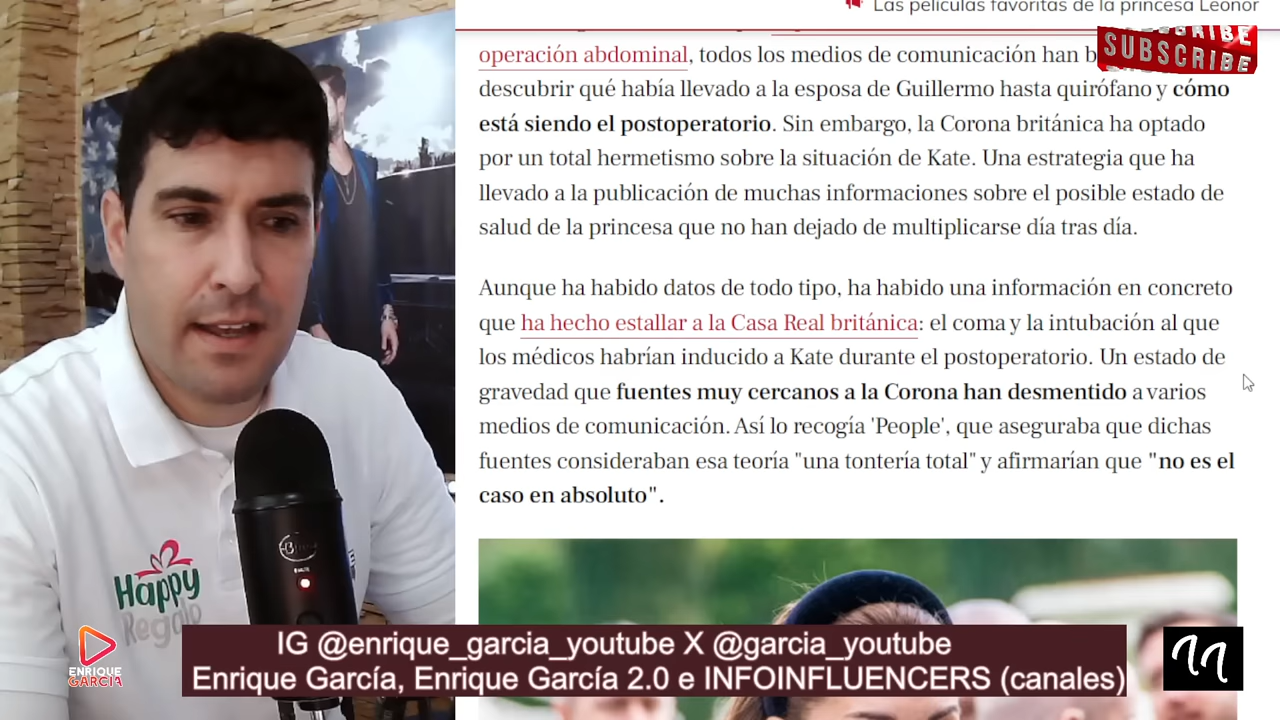 Las películas favoritas de la princesa Leonor
SUBSCRIBE
operación abdominal, todos los medios de comunicación han
descubrir qué había llevado a la esposa de Guillermo hasta quirófano y cómo
está siendo el postoperatorio. Sin embargo, la Corona británica ha optado
por un total hermetismo sobre la situación de Kate. Una estrategia que ha
llevado a la publicación de muchas informaciones sobre el posible estado de
salud de la princesa que no han dejado de multiplicarse día tras día.
Aunque ha habido datos de todo tipo, ha habido una información en concreto
que ha hecho estallar a la Casa Real británica: el coma y la intubación al que
los médicos habrían inducido a Kate durante el postoperatorio. Un estado de
gravedad que fuentes muy cercanos a la Corona han desmentido a varios
medios de comunicación. Así lo recogía 'People', que aseguraba que dichas
fuentes consideraban esa teoría "una tontería total" y afirmarían que "no es el
caso en absoluto".
Happy
Regalo
IG @enrique_garcia_youtube X @garcia_youtube
Enrique García, Enrique García 2.0 e INFOINFLUENCERS (canales)
ENRIQUE
GARCÍA